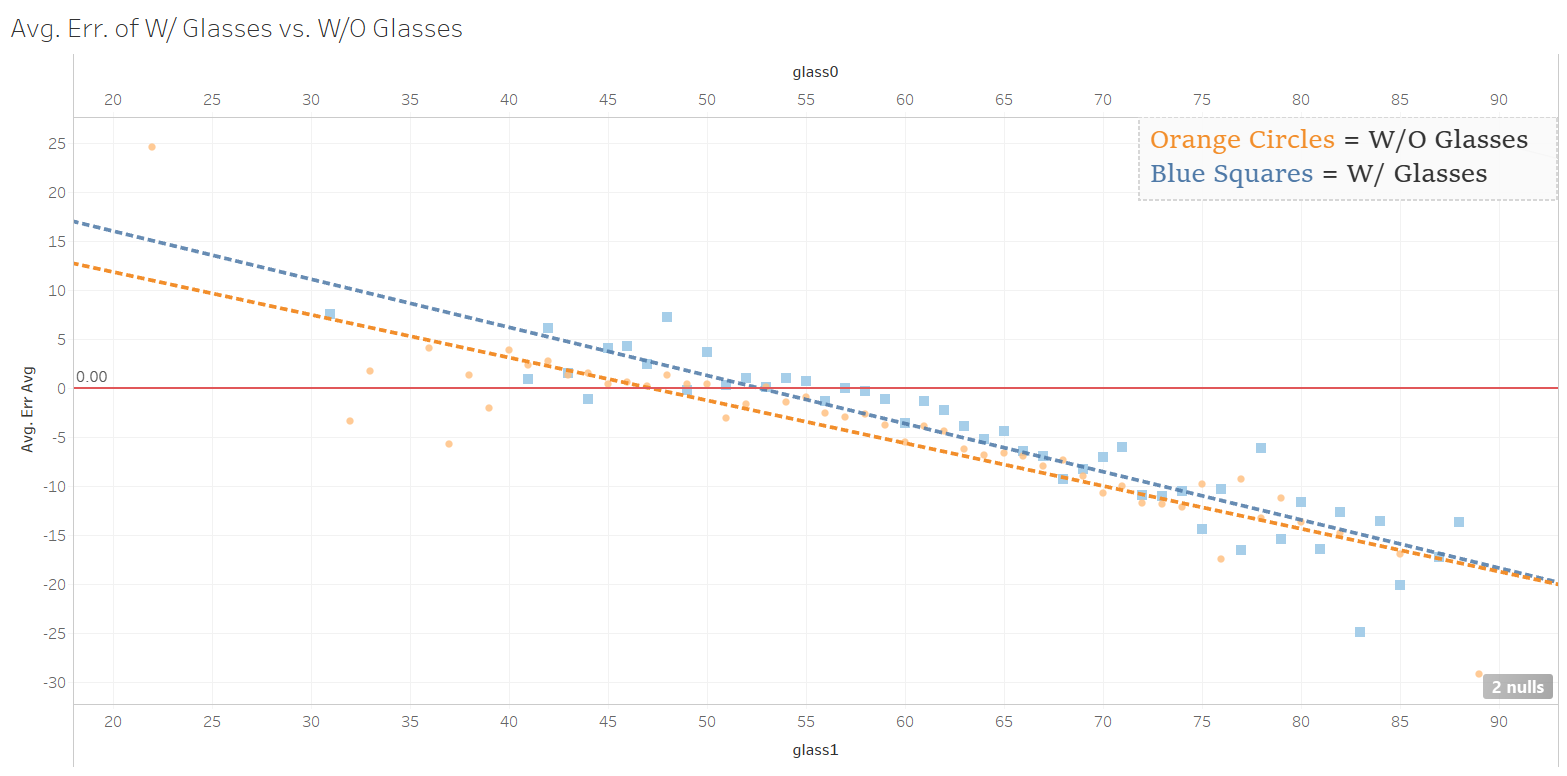 Avg. Err. of W/ Glasses vs. W/O Glasses
glass0
20 25 30 35 40 45 50 55 60 65 70 75 80 85 90
Orange Circles = W/O Glasses
Blue Squares = W/ Glasses
25
20
15
10
5
0
-5
-10
-15
-20
-25
-30
Avg. Err Avg
0.00
2 nulls
20 25 30 35 40 45 50 55 60 65 70 75 80 85 90
glass1